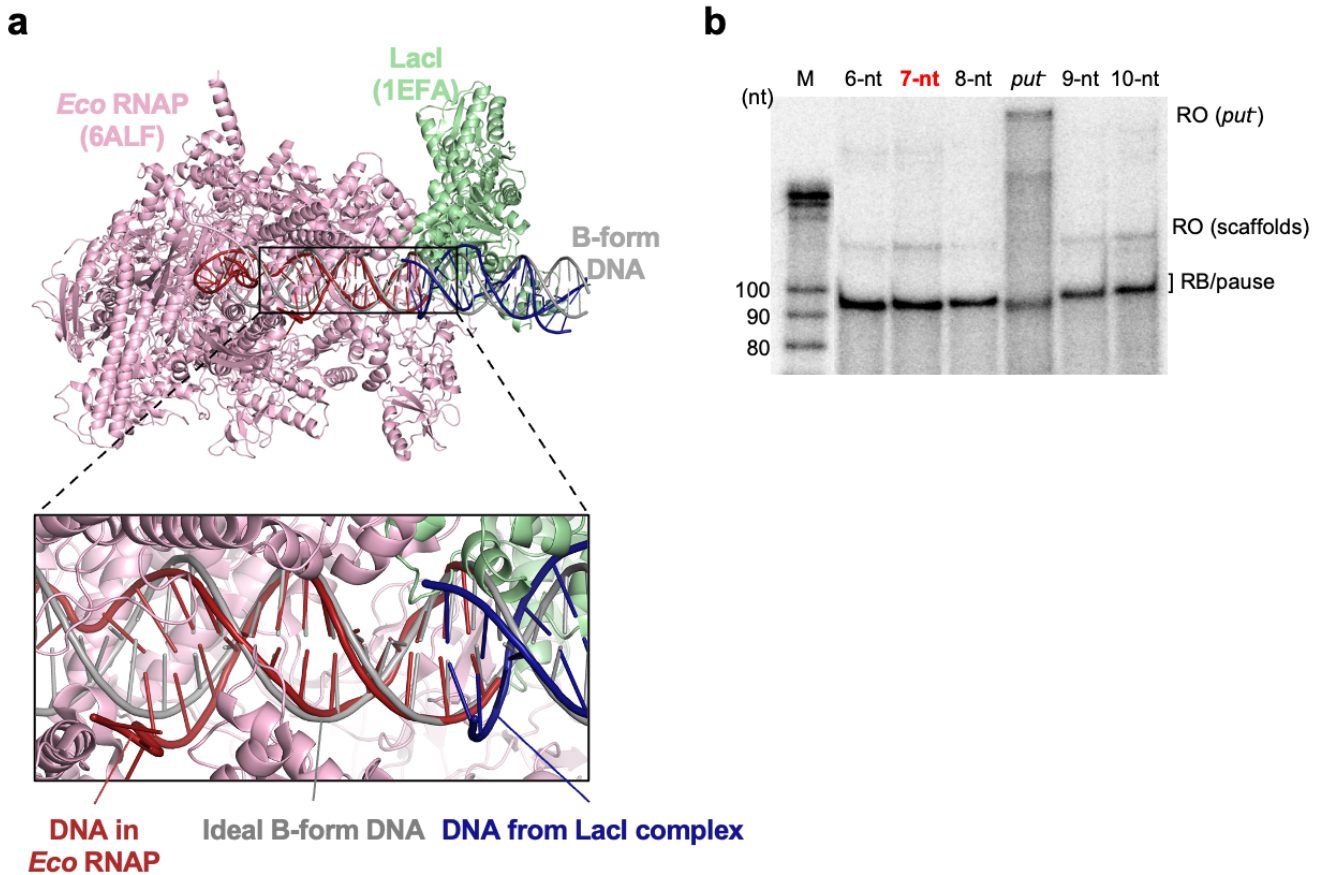 a
Eco RNAP
(6ALF)
LacI
(1EFA)
B-form
DNA
DNA in
Eco RNAP
Ideal B-form DNA
DNA from LacI complex
b
(nt)
M
6-nt
7-nt
8-nt
put-
9-nt
10-nt
RO (put-)
RO (scaffolds)
] RB/pause
100
90
80